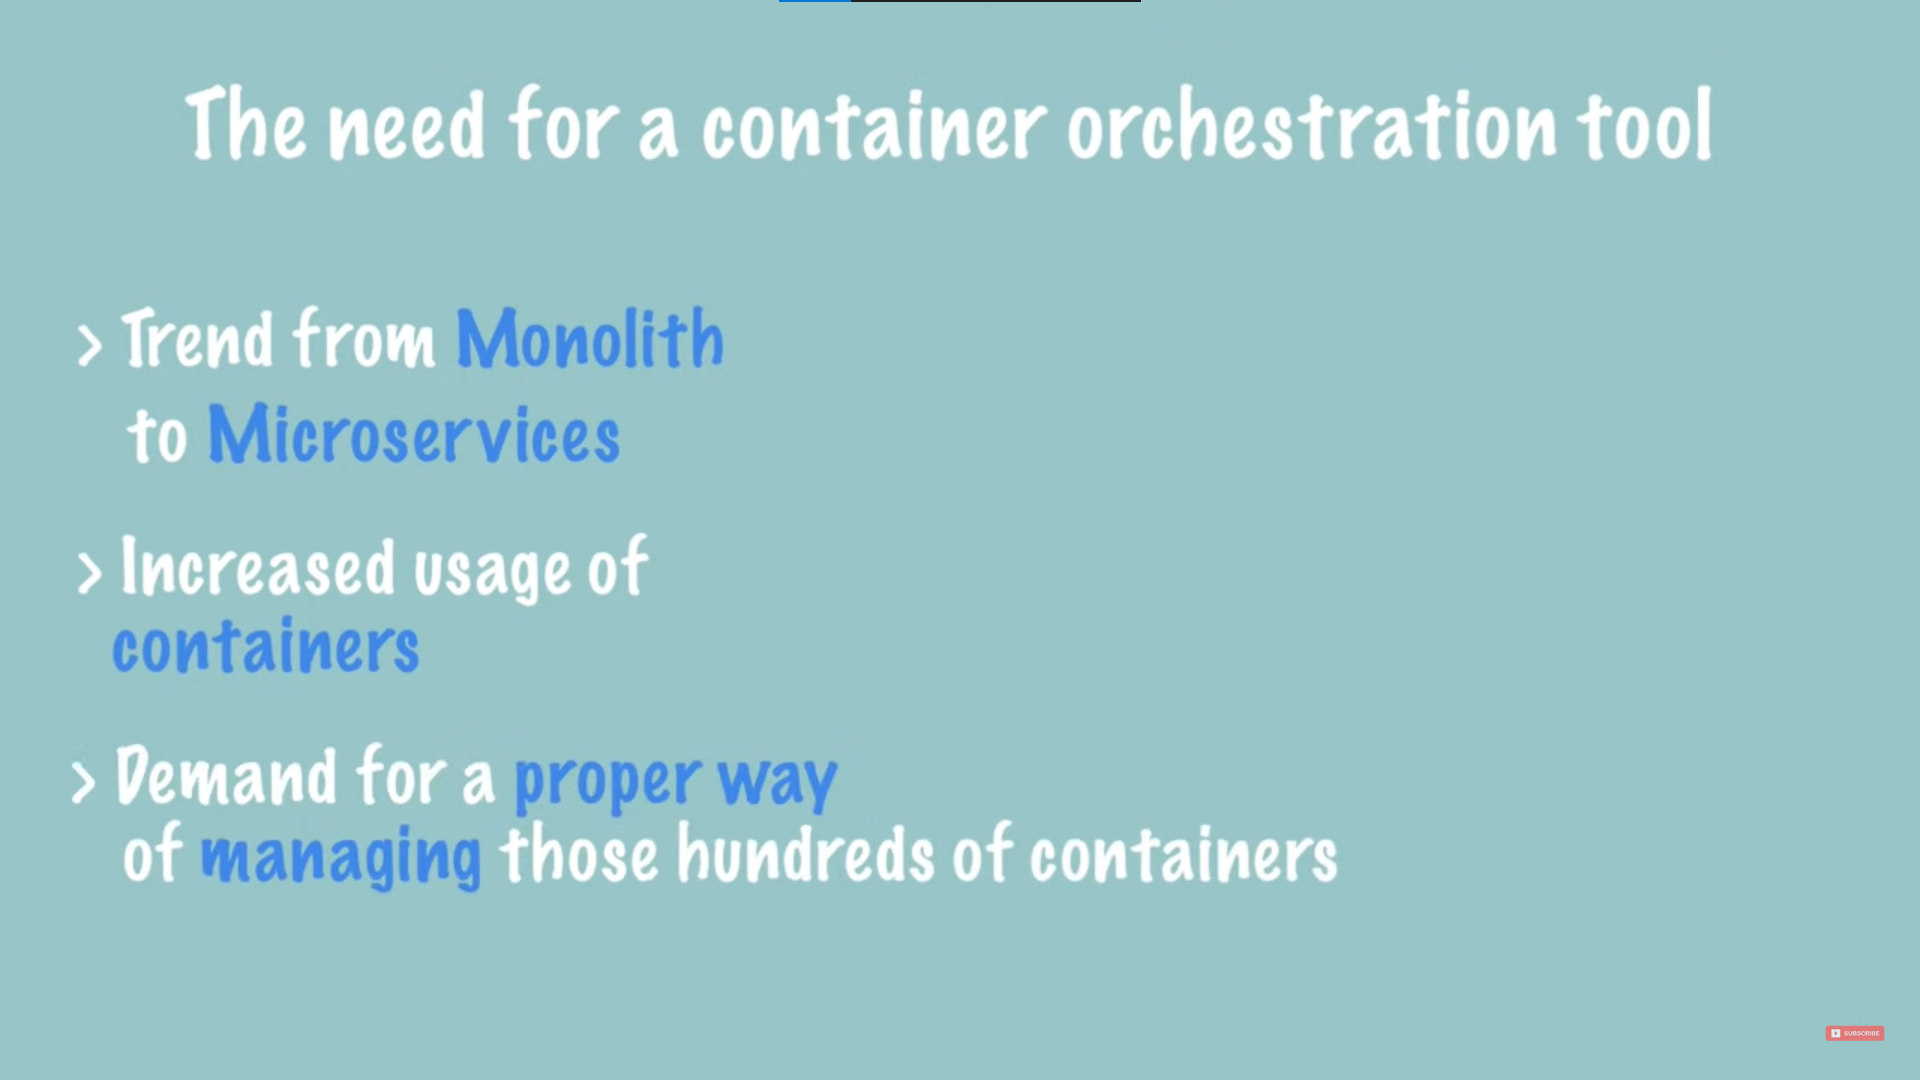 The need for a container orchestration tool
> Trend from Monolith
to Microservices
> Increased usage of
containers
> Demand for a proper way
of managing those hundreds of containers
SUBSCRIBE